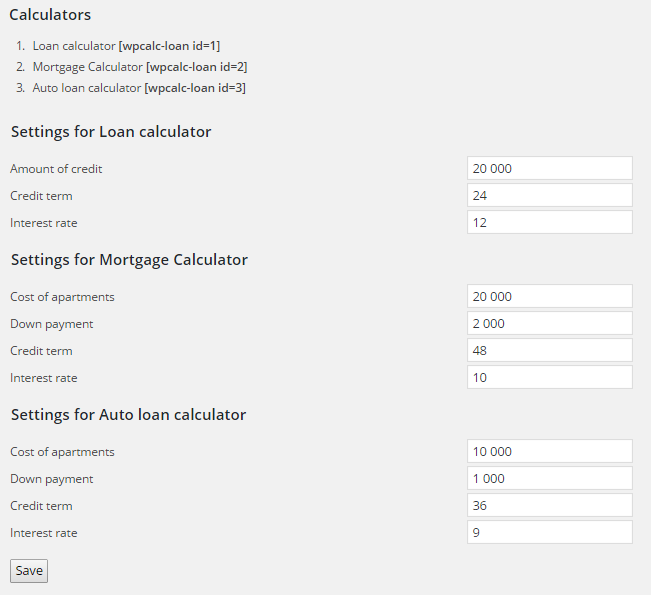 Calculators
1. Loan calculator [wpcalc-loan id=1]
2. Mortgage Calculator [wpcalc-loan id=2]
3. Auto loan calculator [wpcalc-loan id=3]
Settings for Loan calculator
Amount of credit 20 000
Credit term 24
Interest rate 12
Settings for Mortgage Calculator
Cost of apartments 20 000
Down payment 2 000
Credit term 48
Interest rate 10
Settings for Auto loan calculator
Cost of apartments 10 000
Down payment 1 000
Credit term 36
Interest rate 9
Save